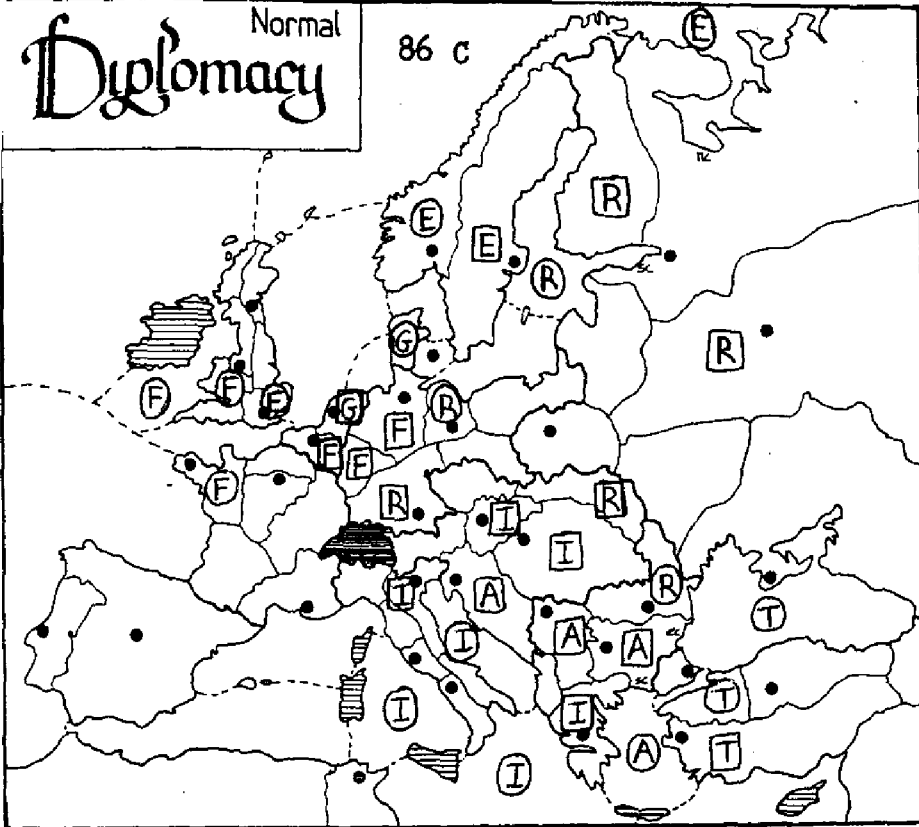 Normal
Diplomacy
86 C
E
E R
E
R
G R
F F F G F R
F F
F
R I R
I
I A R
I A A T
I I T
I A T